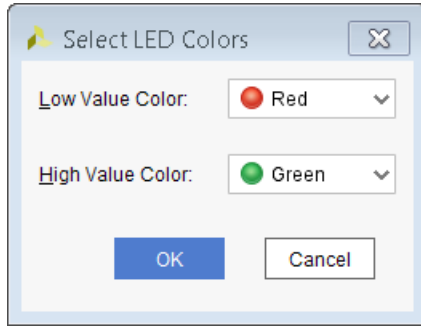 Select LED Colors
Low Value Color: Red
High Value Color: Green
OK Cancel